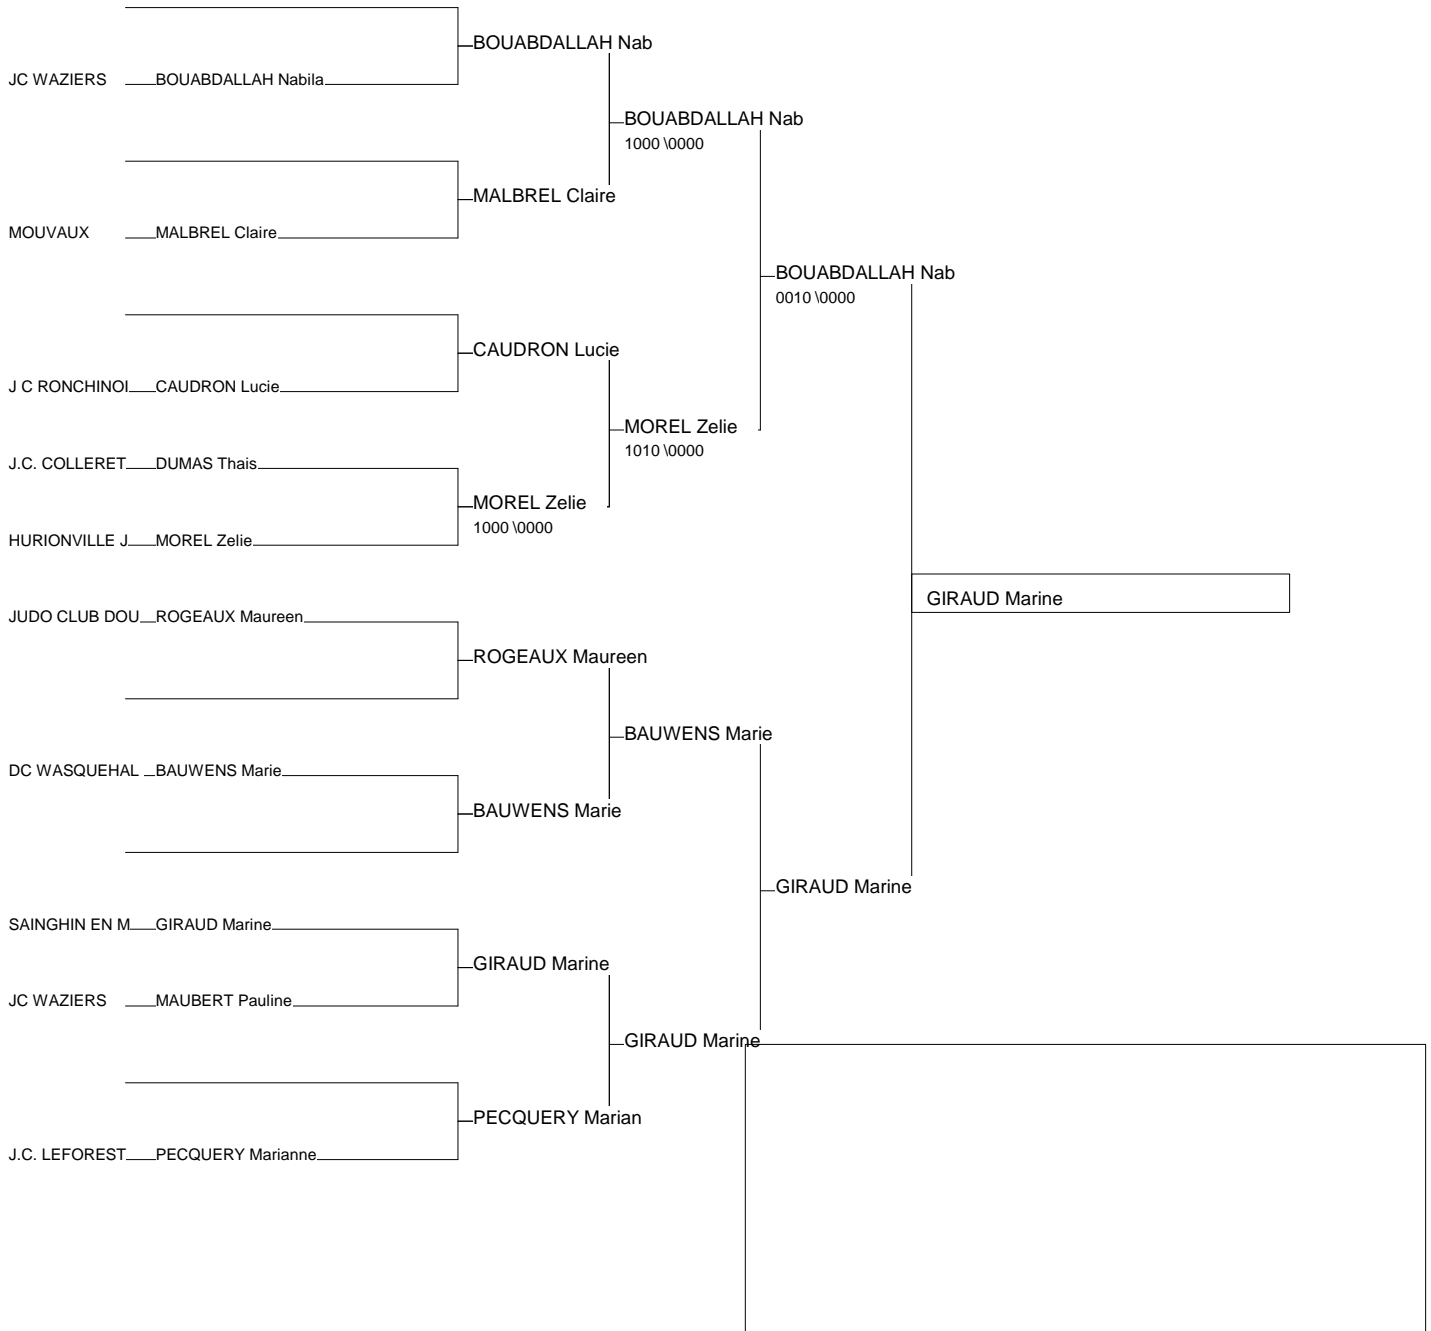 BOUABDALLAH Nab
JC WAZIERS BOUABDALLAH Nabila
BOUABDALLAH Nab
1000 \0000
MALBREL Claire
MOUVAUX MALBREL Claire
BOUABDALLAH Nab
0010 \0000
CAUDRON Lucie
J C RONCHINOI CAUDRON Lucie
MOREL Zelie
1010 \0000
J.C. COLLERET DUMAS Thais
MOREL Zelie
1000 \0000
HURIONVILLE J MOREL Zelie
GIRAUD Marine
JUDO CLUB DOU ROGEAUX Maureen
ROGEAUX Maureen
BAUWENS Marie
DC WASQUEHAL BAUWENS Marie
BAUWENS Marie
GIRAUD Marine
SAINGHIN EN M GIRAUD Marine
GIRAUD Marine
JC WAZIERS MAUBERT Pauline
GIRAUD Marine
PECQUERY Marian
J.C. LEFOREST PECQUERY Marianne